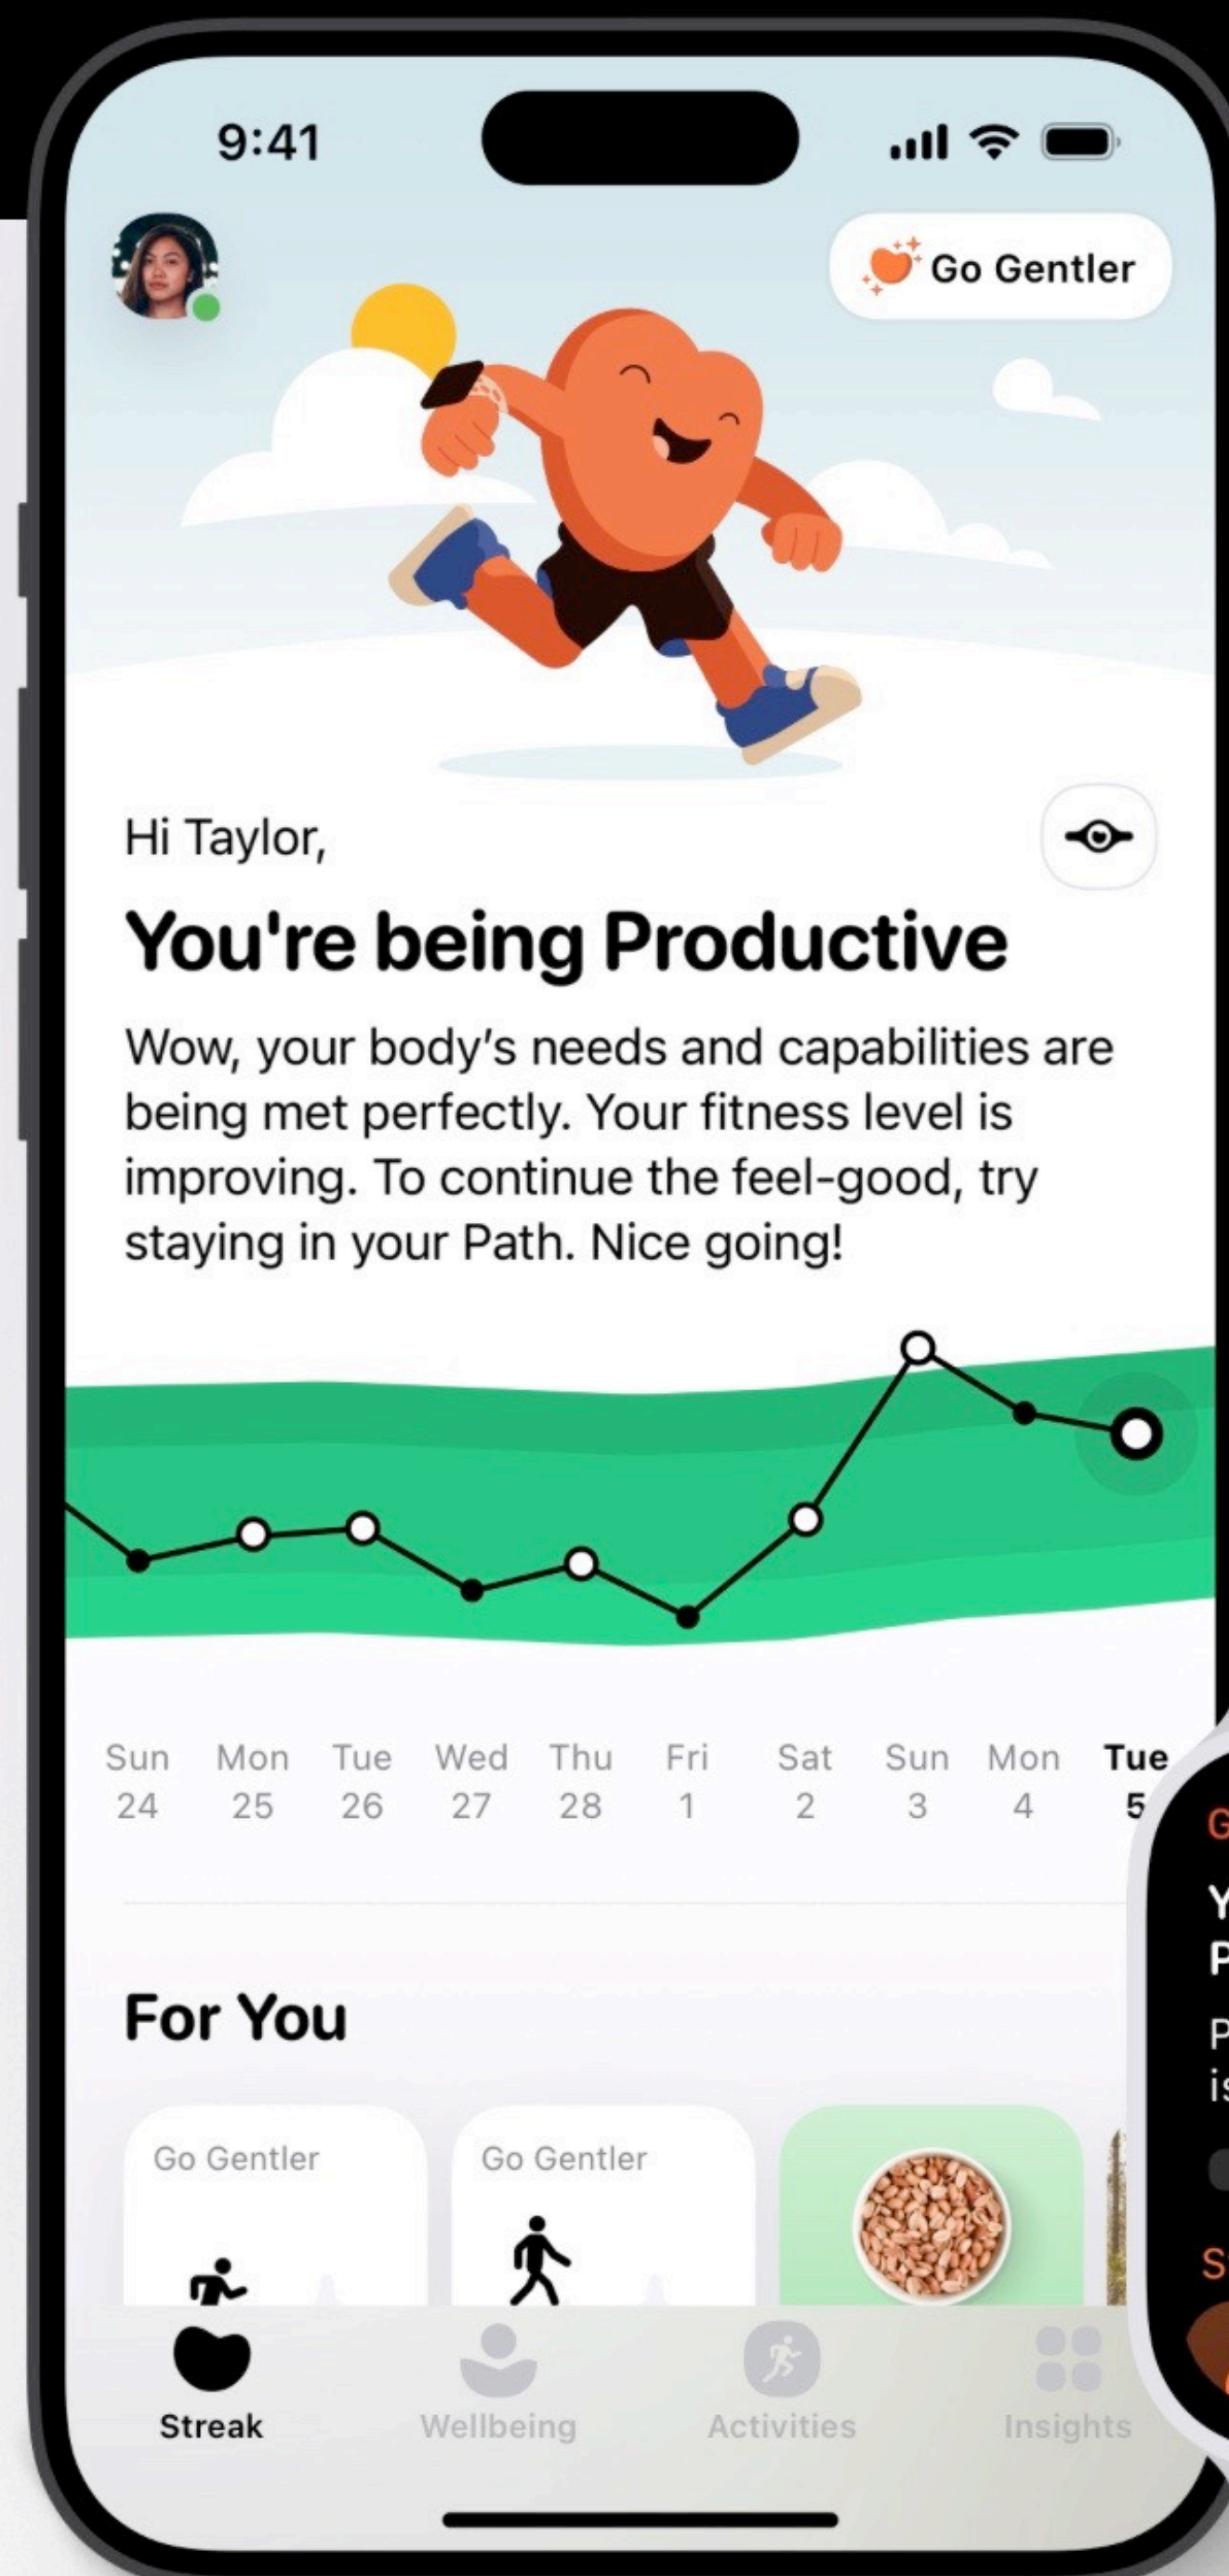 9:41
Go Gentler
Hi Taylor,
You're being Productive
Wow, your body’s needs and capabilities are
being met perfectly. Your fitness level is
improving. To continue the feel-good, try
staying in your Path. Nice going!
Sun Mon Tue Wed Thu Fri Sat Sun Mon Tue
24 25 26 27 28 1 2 3 4 5
For You
Go Gentler Go Gentler
Streak Wellbeing Activities Insights